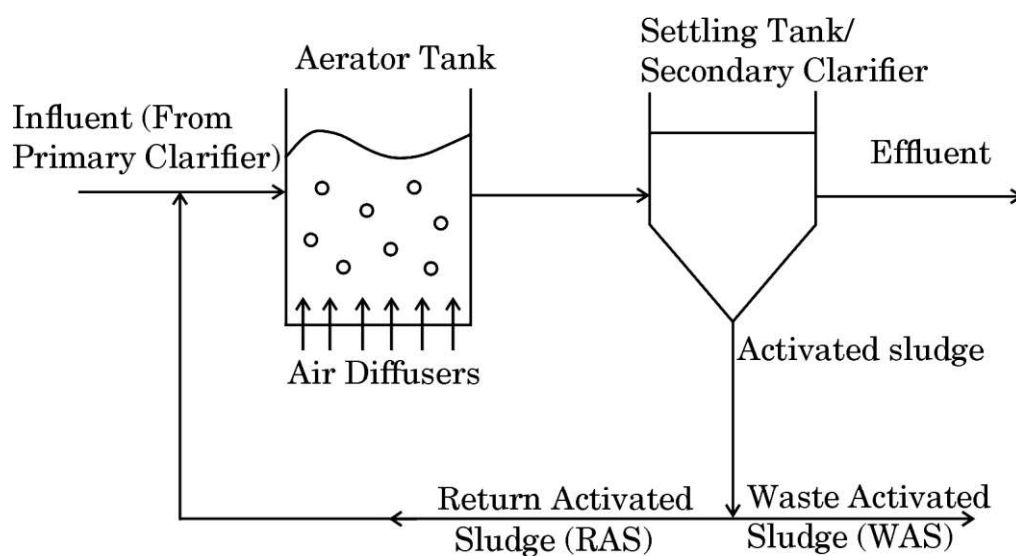 Aerator Tank
Settling Tank/
Secondary Clarifier
Influent (From
Primary Clarifier)
Effluent
Air Diffusers
Activated sludge
Return Activated
Sludge (RAS)
Waste Activated
Sludge (WAS)